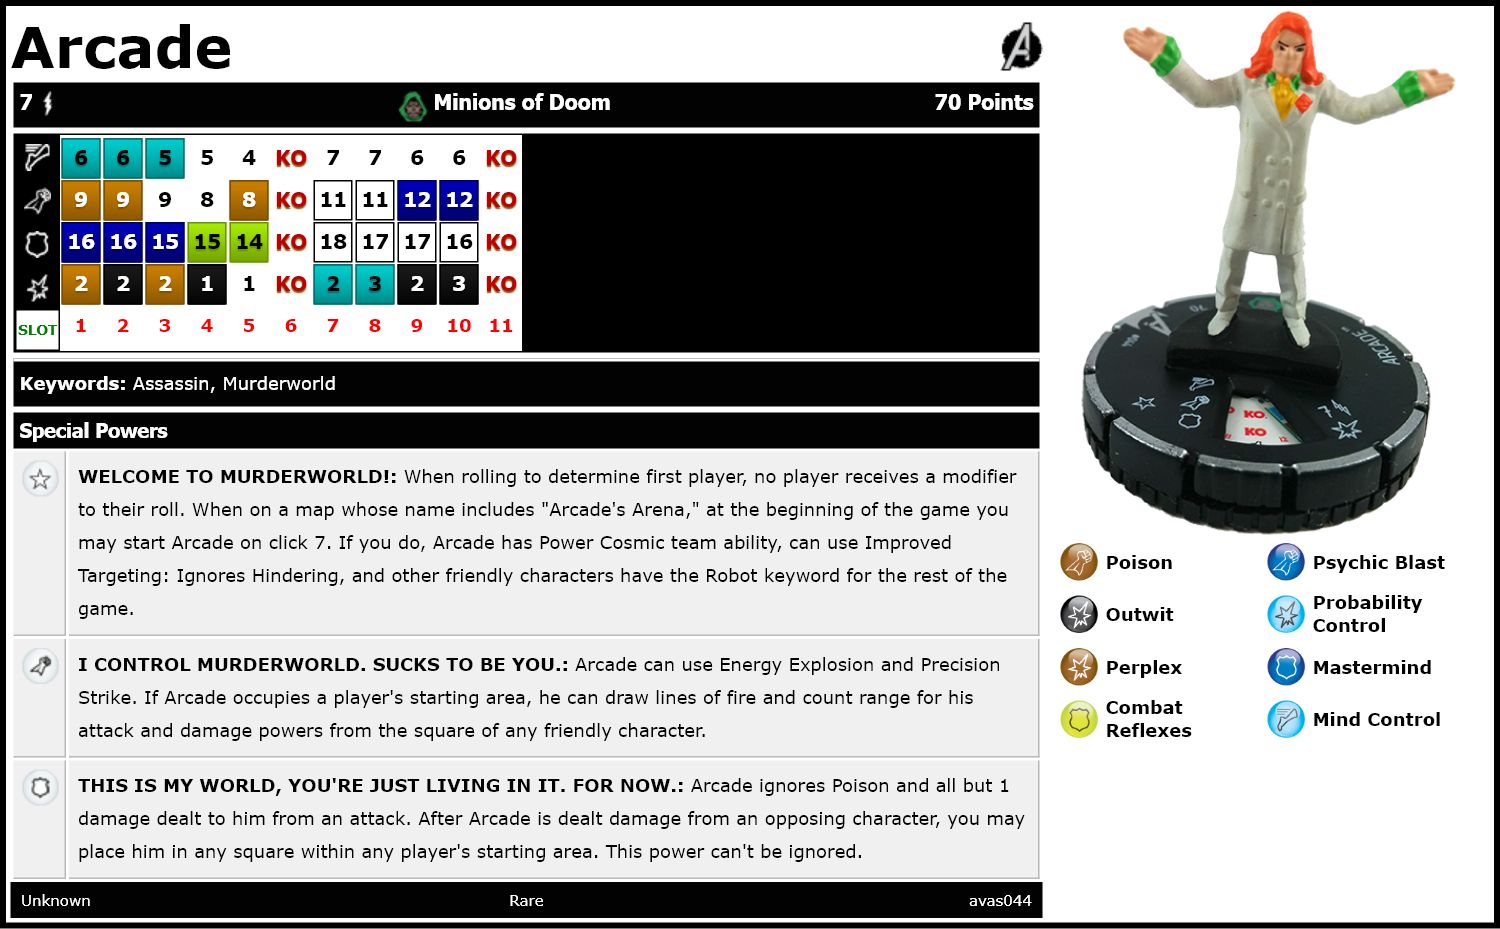 Arcade
7 Minions of Doom 70 Points
6 6 5 5 4 KO 7 7 6 6 KO
9 9 9 8 8 KO 11 11 12 12 KO
16 16 15 15 14 KO 18 17 17 16 KO
2 2 2 1 1 KO 2 3 2 3 KO
SLOT 1 2 3 4 5 6 7 8 9 10 11
Keywords: Assassin, Murderworld
Special Powers
WELCOME TO MURDERWORLD!: When rolling to determine first player, no player receives a modifier
to their roll. When on a map whose name includes "Arcade's Arena," at the beginning of the game you
may start Arcade on click 7. If you do, Arcade has Power Cosmic team ability, can use Improved
Targeting: Ignores Hindering, and other friendly characters have the Robot keyword for the rest of the
game.
I CONTROL MURDERWORLD. SUCKS TO BE YOU.: Arcade can use Energy Explosion and Precision
Strike. If Arcade occupies a player's starting area, he can draw lines of fire and count range for his
attack and damage powers from the square of any friendly character.
THIS IS MY WORLD, YOU'RE JUST LIVING IN IT. FOR NOW.: Arcade ignores Poison and all but 1
damage dealt to him from an attack. After Arcade is dealt damage from an opposing character, you may
place him in any square within any player's starting area. This power can't be ignored.
Unknown Rare avas044
70
#044
ARCADE™
7
KO
KO
12
Poison
Psychic Blast
Outwit
Probability
Control
Perplex
Mastermind
Combat
Reflexes
Mind Control